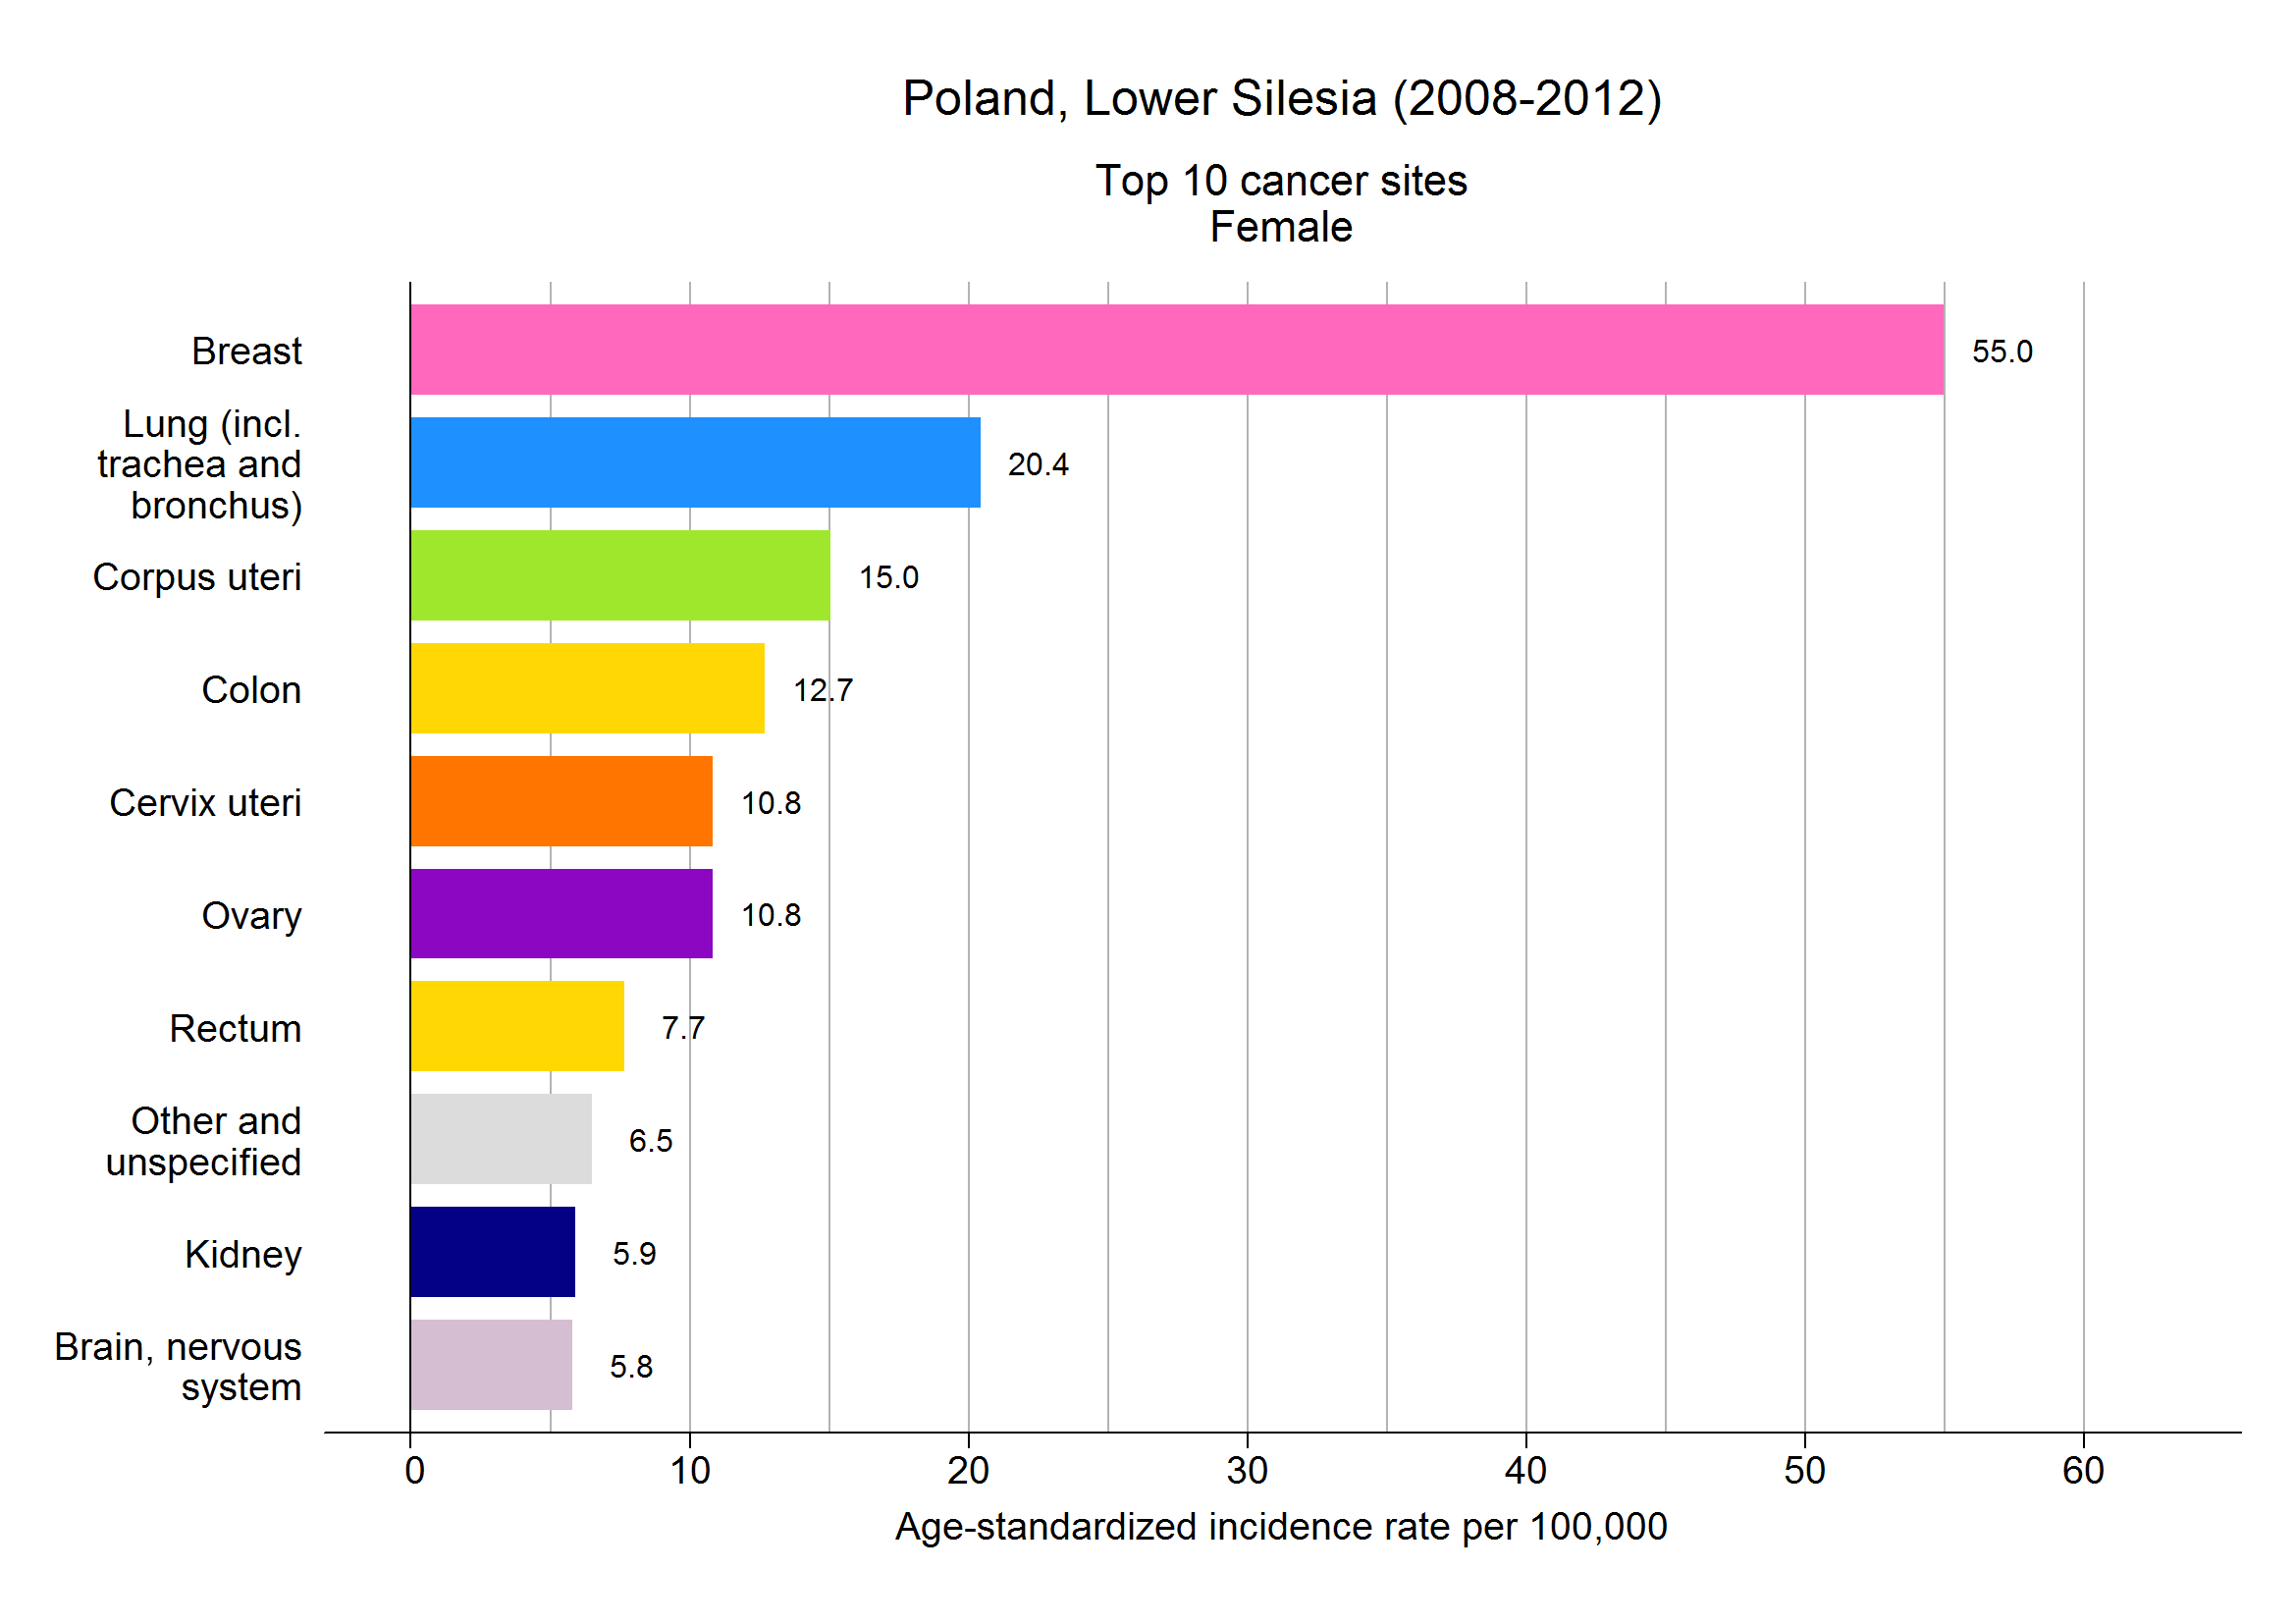 Poland, Lower Silesia (2008-2012)
Top 10 cancer sites
Female
Breast
55.0
Lung (incl.
trachea and
bronchus)
20.4
Corpus uteri
15.0
Colon
12.7
Cervix uteri
10.8
Ovary
10.8
Rectum
7.7
Other and
unspecified
6.5
Kidney
5.9
Brain, nervous
system
5.8
0 10 20 30 40 50 60
Age-standardized incidence rate per 100,000